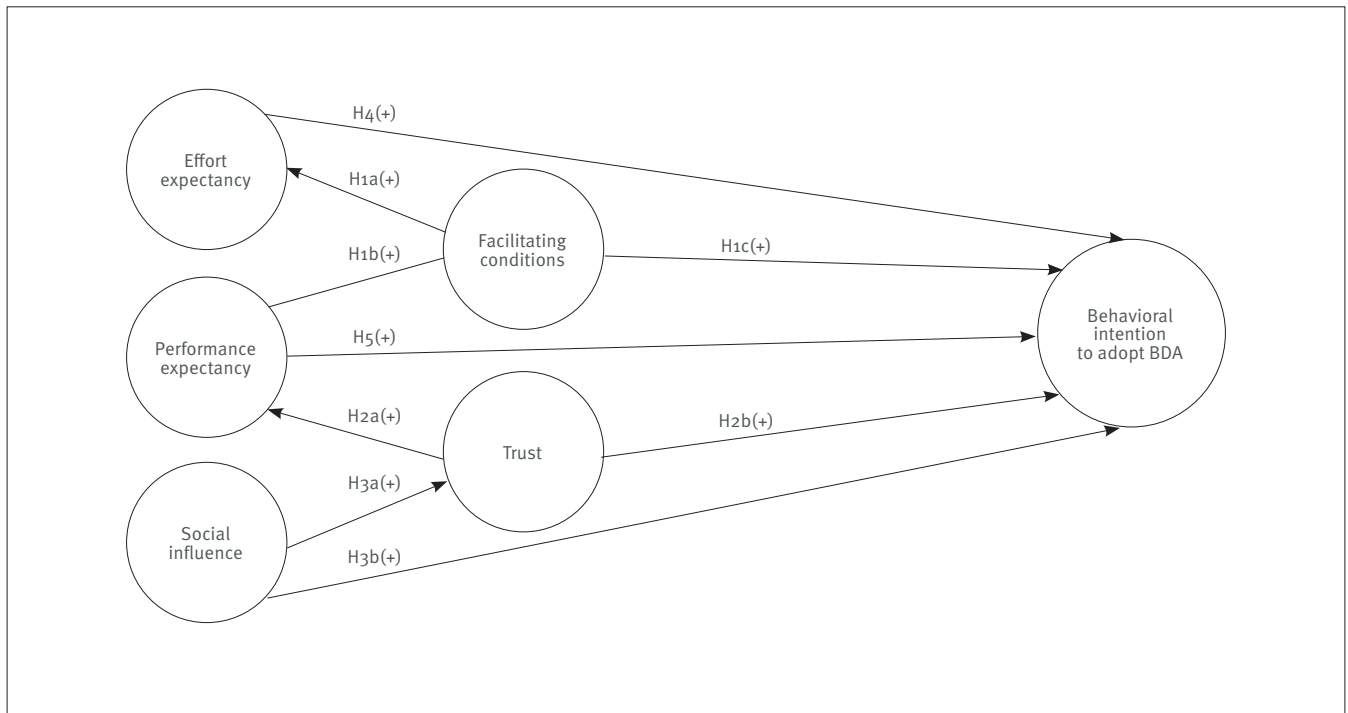 H4(+)
Effort
expectancy
H1a(+)
Facilitating
conditions
H1b(+)
H1c(+)
Performance
expectancy
H5(+)
Behavioral
intention
to adopt BDA
H2a(+)
Trust
H2b(+)
H3a(+)
Social
influence
H3b(+)